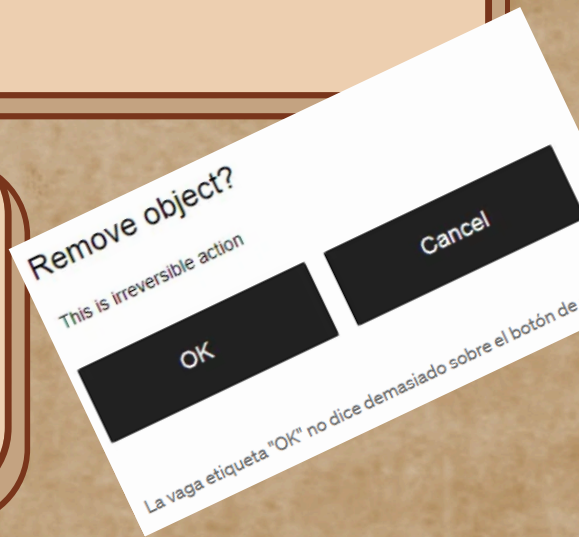 Remove object?
This is irreversible action
OK
Cancel
La vaga etiqueta "OK" no dice demasiado sobre el botón de